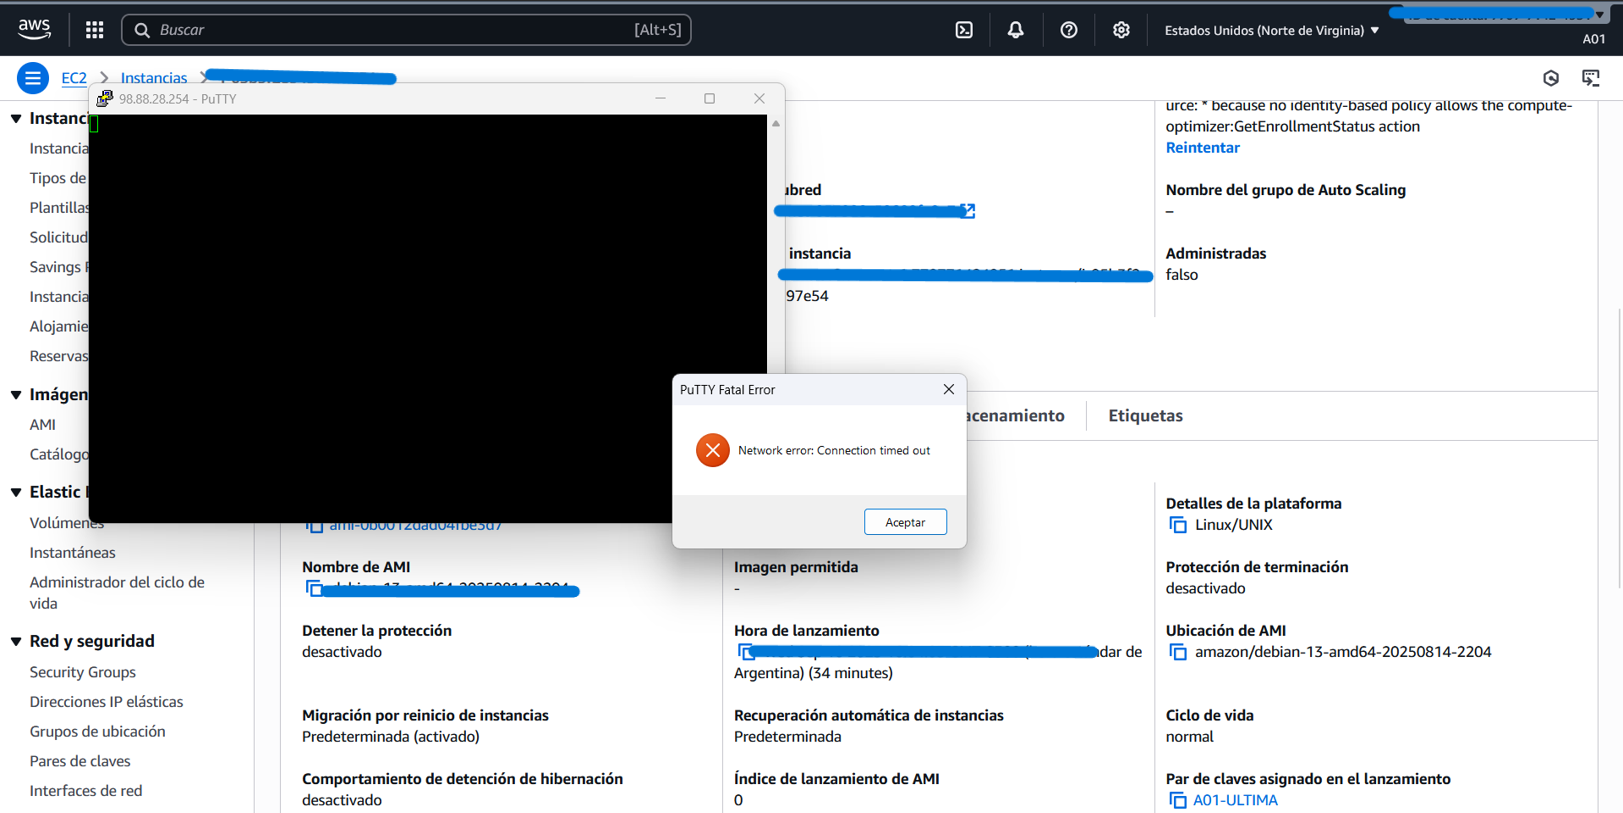 aws
Buscar
[Alt+S]
Estados Unidos (Norte de Virginia)
A01
EC2
Instancias
98.88.28.254 - PuTTY
Instanci
Instancia
Tipos de
Plantillas
Solicitud
Savings
Instancia
Alojamie
Reservas
Imágen
AMI
Catálogo
Elastic
Volúmenes
Instantáneas
Administrador del ciclo de
vida
Red y seguridad
Security Groups
Direcciones IP elásticas
Grupos de ubicación
Pares de claves
Interfaces de red
urce: * because no identity-based policy allows the compute-
optimizer:GetEnrollmentStatus action
Reintentar
ubred
Nombre del grupo de Auto Scaling
–
instancia
97e54
Administradas
falso
PuTTY Fatal Error
Network error: Connection timed out
Aceptar
acenamiento
Etiquetas
ami-0b0012dad04fbe3d7
Detalles de la plataforma
Linux/UNIX
Nombre de AMI
Imagen permitida
-
Protección de terminación
desactivado
Detener la protección
desactivado
Hora de lanzamiento
ndar de
Argentina) (34 minutes)
Ubicación de AMI
amazon/debian-13-amd64-20250814-2204
Migración por reinicio de instancias
Predeterminada (activado)
Recuperación automática de instancias
Predeterminada
Ciclo de vida
normal
Comportamiento de detención de hibernación
desactivado
Índice de lanzamiento de AMI
0
Par de claves asignado en el lanzamiento
A01-ULTIMA